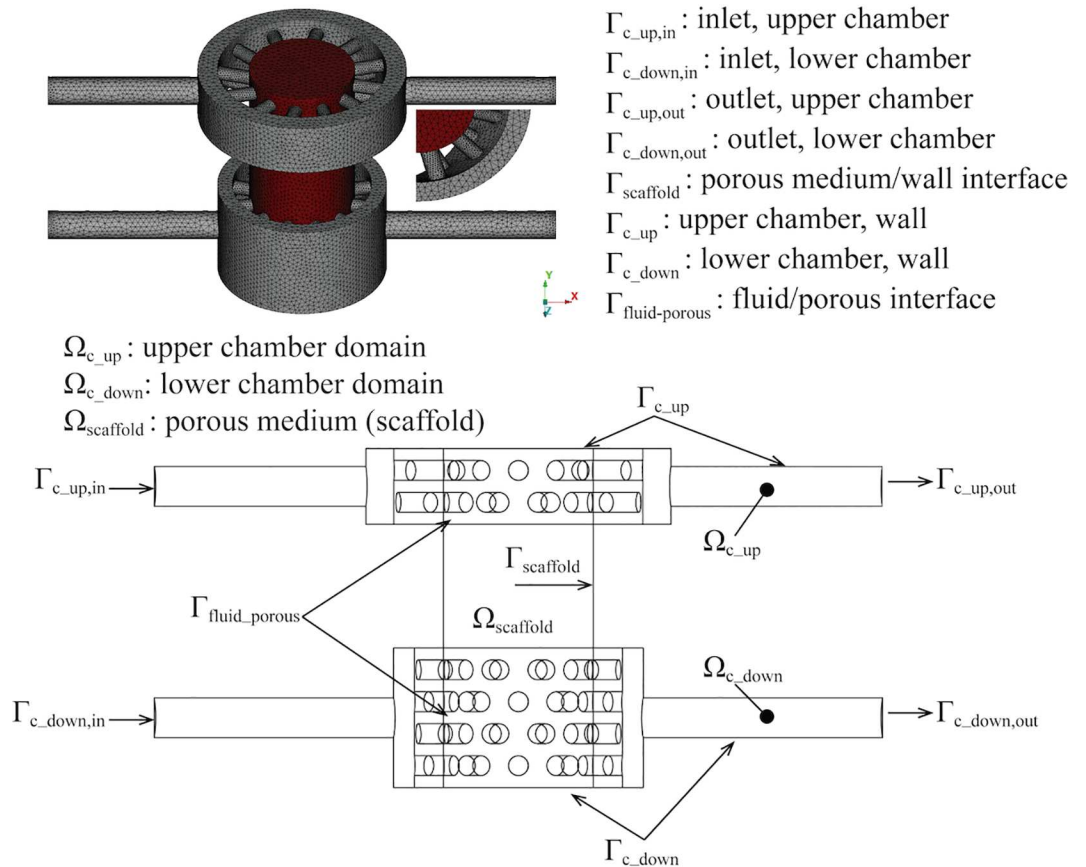 Γc_up,in : inlet, upper chamber
Γc_down,in : inlet, lower chamber
Γc_up,out : outlet, upper chamber
Γc_down,out : outlet, lower chamber
Γscaffold : porous medium/wall interface
Γc_up : upper chamber, wall
Γc_down : lower chamber, wall
Γfluid-porous : fluid/porous interface
Y
X
Z
Ωc_up : upper chamber domain
Ωc_down : lower chamber domain
Ωscaffold : porous medium (scaffold)
Γc_up
Γc_up,in
Γc_up,out
Ωc_up
Γscaffold
Γfluid_porous
Ωscaffold
Ωc_down
Γc_down,in
Γc_down,out
Γc_down